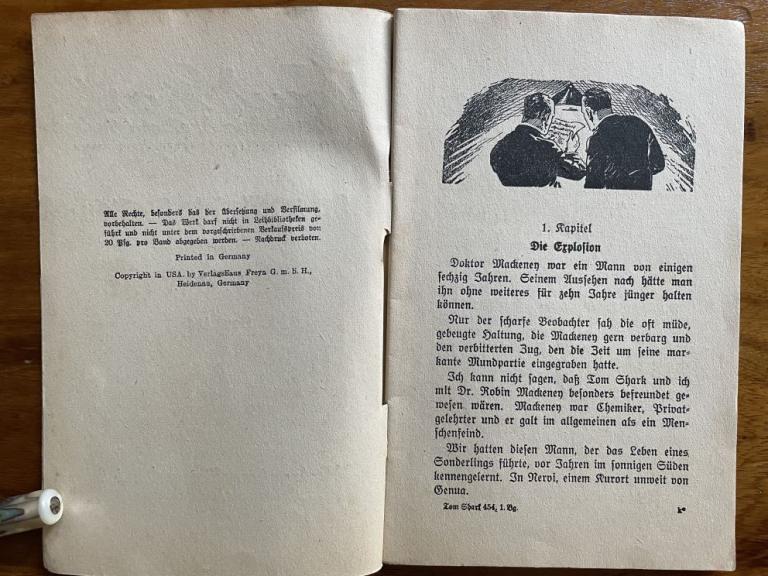 Alle Rechte, besonders das der Übersetzung und Verfilmung,
vorbehalten. — Das Werk darf nicht in Leihbibliotheken ge-
führt und nicht unter dem vorgeschriebenen Verkaufspreis von
20 Pfg. pro Band abgegeben werden. — Nachdruck verboten.
Printed in Germany
Copyright in USA. by Verlagshaus Freya G. m. b. H.,
Heidenau, Germany
1. Kapitel
Die Explosion
Doktor Mackeney war ein Mann von einigen
sechzig Jahren. Seinem Aussehen nach hätte man
ihn ohne weiteres für zehn Jahre jünger halten
können.
Nur der scharfe Beobachter sah die oft müde,
gebeugte Haltung, die Mackeney gern verbarg und
den verbitterten Zug, den die Zeit um seine mar-
kante Mundpartie eingegraben hatte.
Ich kann nicht sagen, daß Tom Shark und ich
mit Dr. Robin Mackeney besonders befreundet ge-
wesen wären. Mackeney war Chemiker, Privat-
gelehrter und er galt im allgemeinen als ein Men-
schenfeind.
Wir hatten diesen Mann, der das Leben eines
Sonderlings führte, vor Jahren im sonnigen Süden
kennengelernt. In Nervi, einem Kurort unweit von
Genua.
Tom Shark 454, 1. Bg.